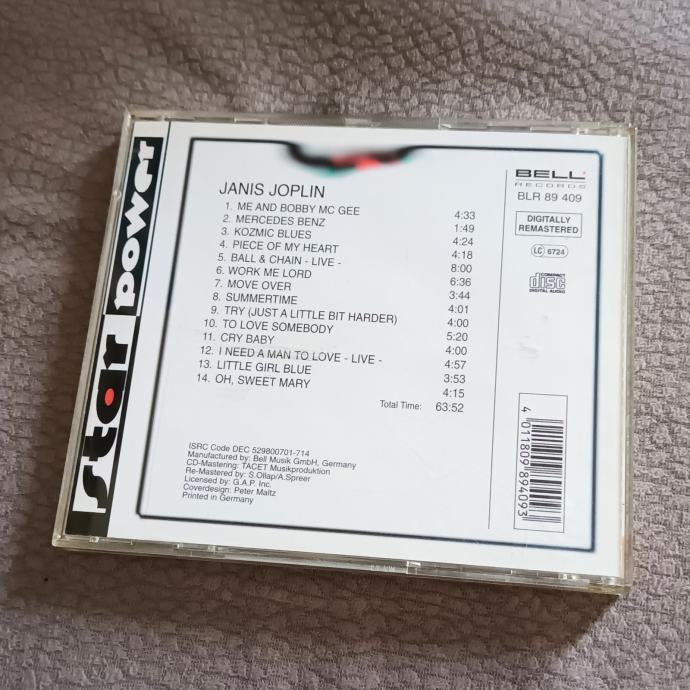 star power
JANIS JOPLIN
1. ME AND BOBBY MC GEE 4:33
2. MERCEDES BENZ 1:49
3. KOZMIC BLUES 4:24
4. PIECE OF MY HEART 4:18
5. BALL & CHAIN - LIVE - 8:00
6. WORK ME LORD 6:36
7. MOVE OVER 3:44
8. SUMMERTIME 4:01
9. TRY (JUST A LITTLE BIT HARDER) 4:00
10. TO LOVE SOMEBODY 5:20
11. CRY BABY 4:00
12. I NEED A MAN TO LOVE - LIVE - 4:57
13. LITTLE GIRL BLUE 3:53
14. OH, SWEET MARY 4:15
Total Time: 63:52
ISRC Code DEC 529800701-714
Manufactured by: Bell Musik GmbH, Germany
CD-Mastering: TACET Musikproduktion
Re-Mastered by: S.Ollap/A.Spreer
Licensed by: G.A.P. Inc.
Coverdesign: Peter Maltz
Printed in Germany
BELL
RECORDS
BLR 89 409
DIGITALLY
REMASTERED
LC 6724
COMPACT
disc
DIGITAL AUDIO
4 011809 894093